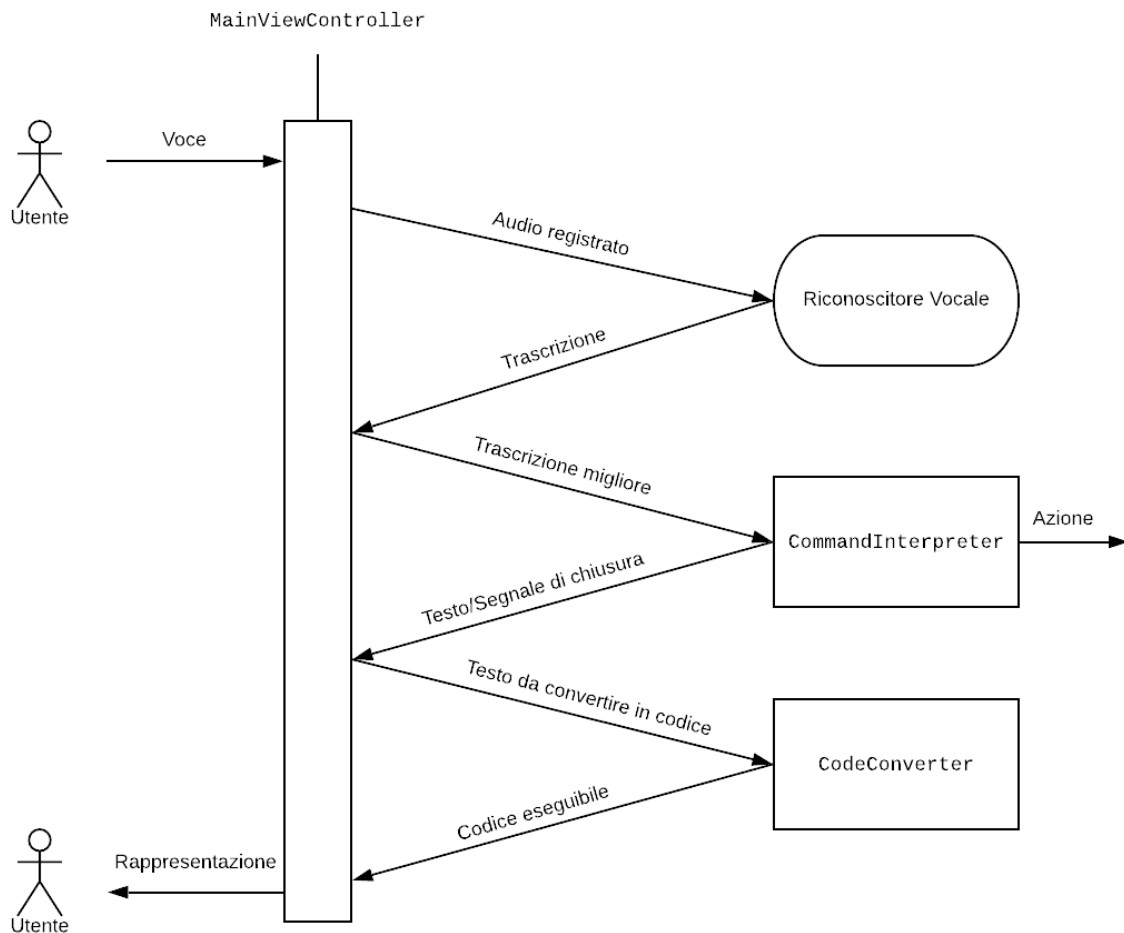 MainViewController
Voce
Utente
Audio registrato
Riconoscitore Vocale
Trascrizione
Trascrizione migliore
CommandInterpreter
Azione
Testo/Segnale di chiusura
Testo da convertire in codice
CodeConverter
Codice eseguibile
Rappresentazione
Utente